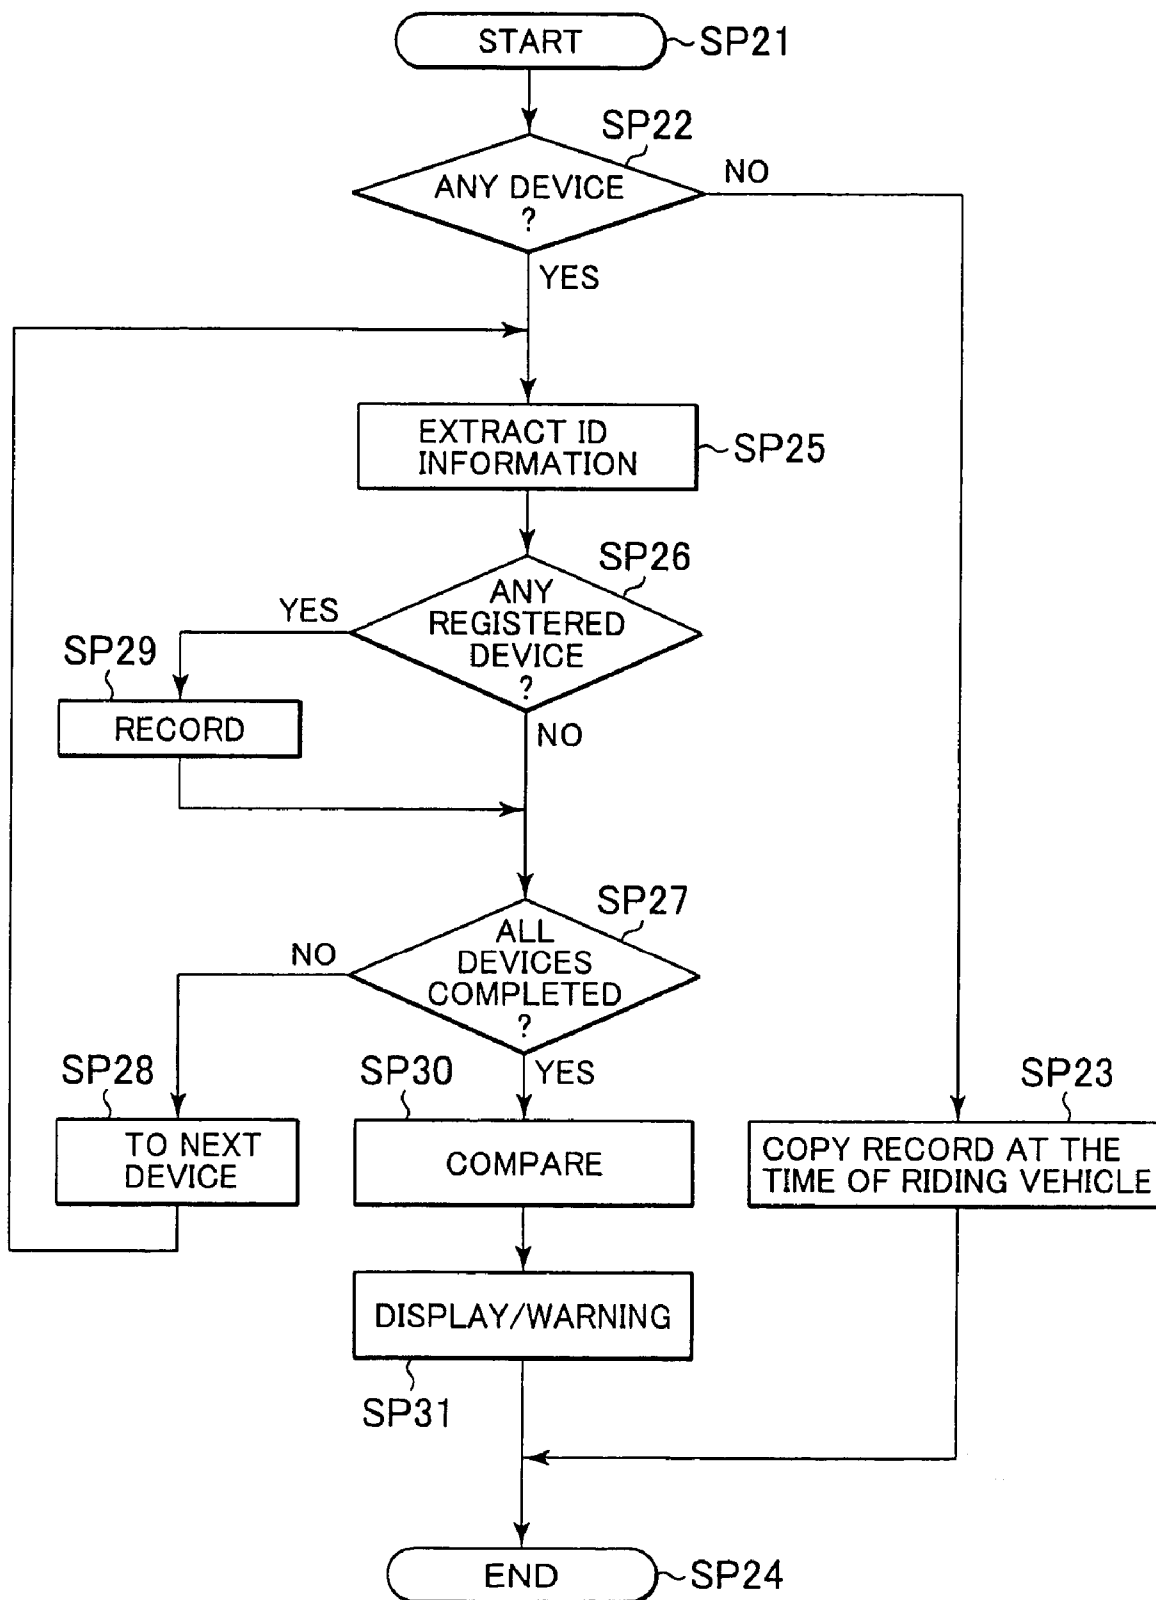 START
SP21
SP22
ANY DEVICE
?
NO
YES
EXTRACT ID
INFORMATION
SP25
SP26
ANY
REGISTERED
DEVICE
?
YES
SP29
RECORD
NO
SP27
ALL
DEVICES
COMPLETED
?
NO
SP28
TO NEXT
DEVICE
YES
SP30
COMPARE
SP23
COPY RECORD AT THE
TIME OF RIDING VEHICLE
DISPLAY/WARNING
SP31
END
SP24